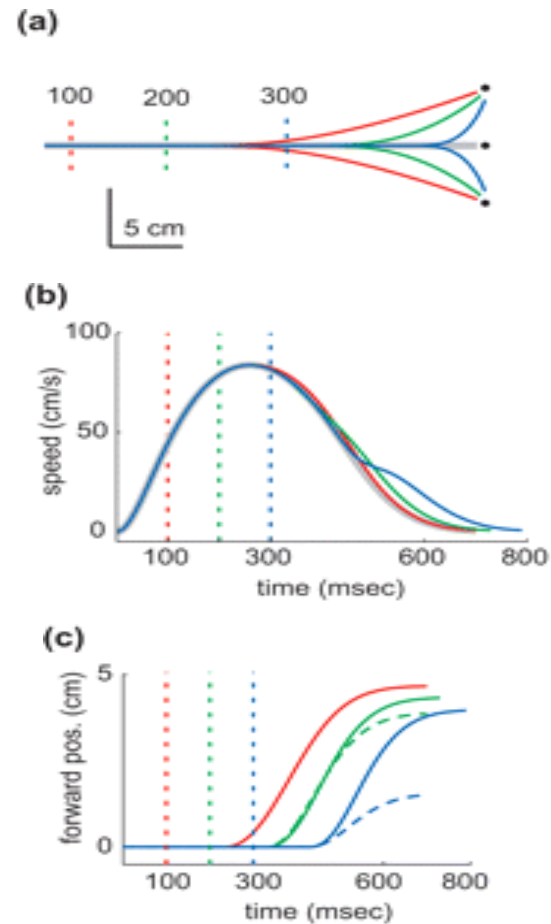 (a)
100 200 300
5 cm
(b)
100
50
0
speed (cm/s)
100 300 600 800
time (msec)
(c)
5
0
forward pos. (cm)
100 300 600 800
time (msec)